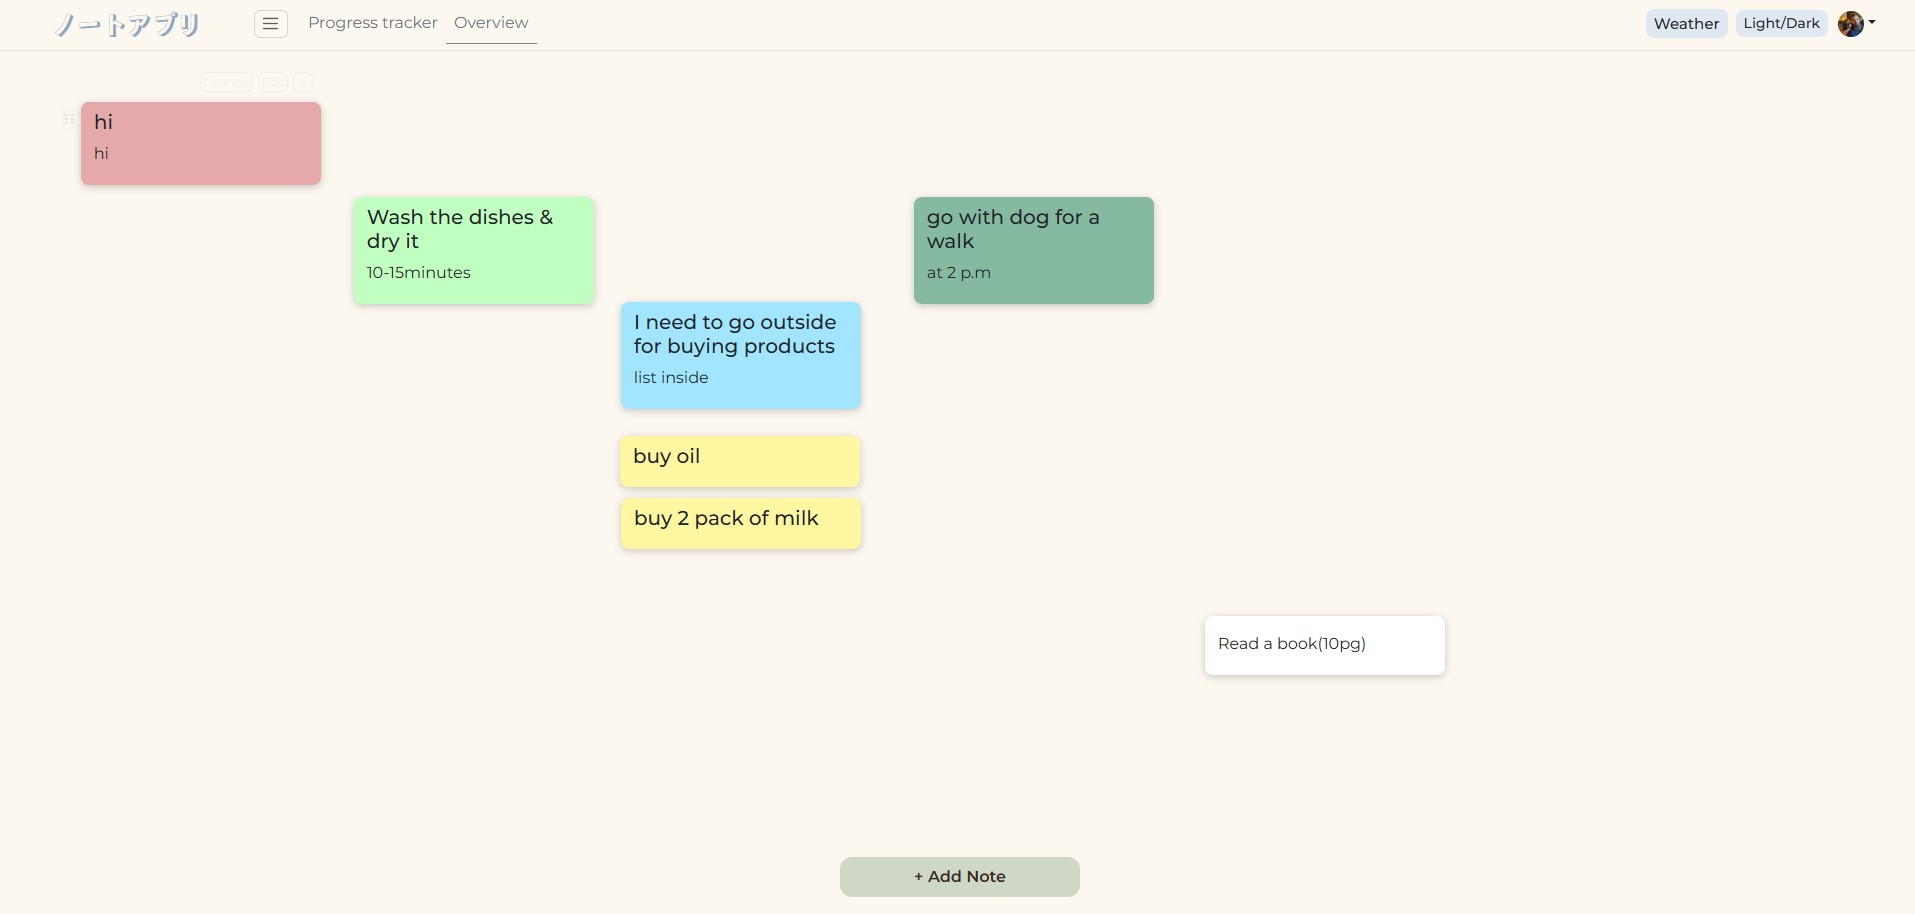 ノートアプリ
Progress tracker
Overview
Weather
Light/Dark
Change Edit X
hi
hi
Wash the dishes &
dry it
10-15minutes
go with dog for a
walk
at 2 p.m
I need to go outside
for buying products
list inside
buy oil
buy 2 pack of milk
Read a book(10pg)
+ Add Note